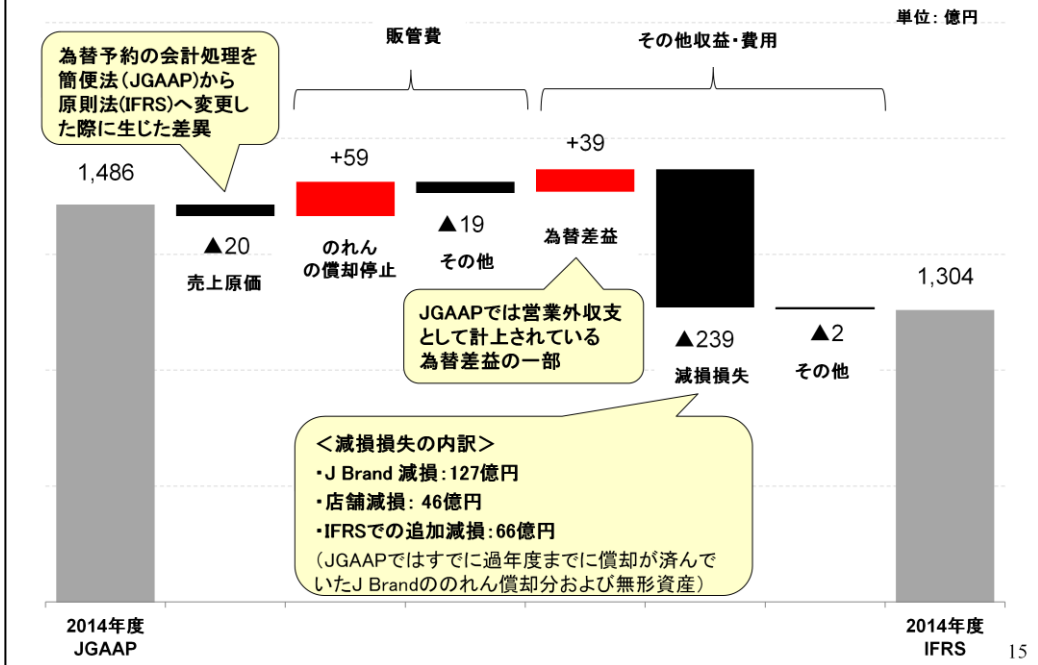 単位: 億円
販管費
その他収益・費用
為替予約の会計処理を
簡便法(JGAAP)から
原則法(IFRS)へ変更し
た際に生じた差異
1,486
▲20
売上原価
+59
のれん
の償却停止
▲19
その他
+39
為替差益
JGAAPでは営業外収支
として計上されている
為替差益の一部
▲239
減損損失
▲2
その他
1,304
<減損損失の内訳>
・J Brand 減損:127億円
・店舗減損: 46億円
・IFRSでの追加減損:66億円
(JGAAPではすでに過年度までに償却が済んで
いたJ Brandののれん償却分および無形資産)
2014年度
JGAAP
2014年度
IFRS
15